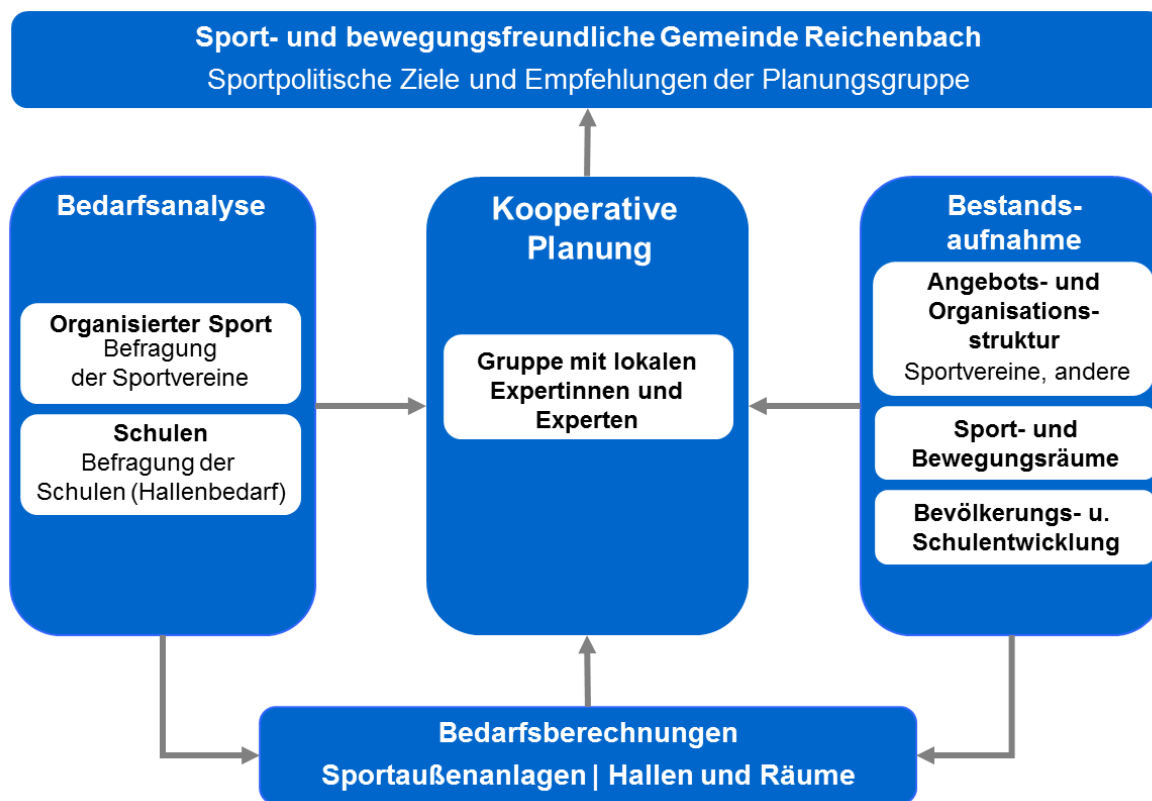 Sport- und bewegungsfreundliche Gemeinde Reichenbach
Sportpolitische Ziele und Empfehlungen der Planungsgruppe
Bedarfsanalyse
Organisierter Sport
Befragung
der Sportvereine
Schulen
Befragung der
Schulen (Hallenbedarf)
Kooperative
Planung
Gruppe mit lokalen
Expertinnen und
Experten
Bestands-
aufnahme
Angebots- und
Organisations-
struktur
Sportvereine, andere
Sport- und
Bewegungsräume
Bevölkerungs- u.
Schulentwicklung
Bedarfsberechnungen
Sportaußenanlagen | Hallen und Räume